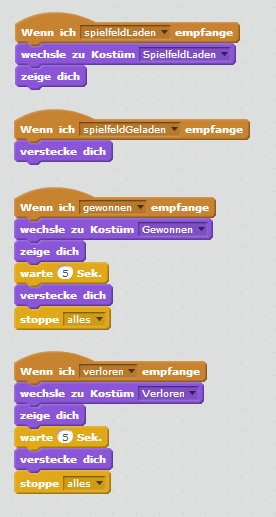 Wenn ich spielfeldLaden empfange
wechsle zu Kostüm SpielfeldLaden
zeige dich
Wenn ich spielfeldGeladen empfange
verstecke dich
Wenn ich gewonnen empfange
wechsle zu Kostüm Gewonnen
zeige dich
warte 5 Sek.
verstecke dich
stoppe alles
Wenn ich verloren empfange
wechsle zu Kostüm Verloren
zeige dich
warte 5 Sek.
verstecke dich
stoppe alles